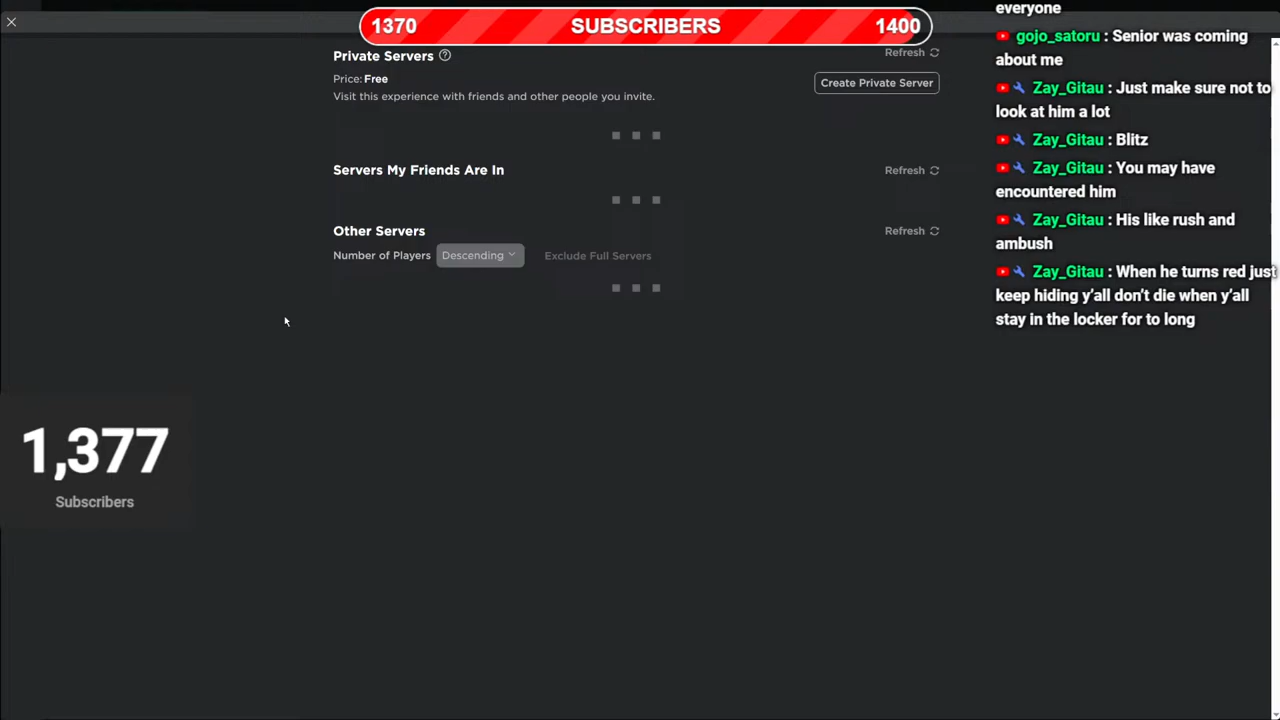 1370 SUBSCRIBERS 1400
Private Servers
Refresh
Price: Free
Create Private Server
Visit this experience with friends and other people you invite.
Servers My Friends Are In
Refresh
Other Servers
Refresh
Number of Players Descending Exclude Full Servers
1,377
Subscribers
everyone
gojo_satoru : Senior was coming
about me
Zay_Gitau : Just make sure not to
look at him a lot
Zay_Gitau : Blitz
Zay_Gitau : You may have
encountered him
Zay_Gitau : His like rush and
ambush
Zay_Gitau : When he turns red just
keep hiding y'all don't die when y'all
stay in the locker for to long